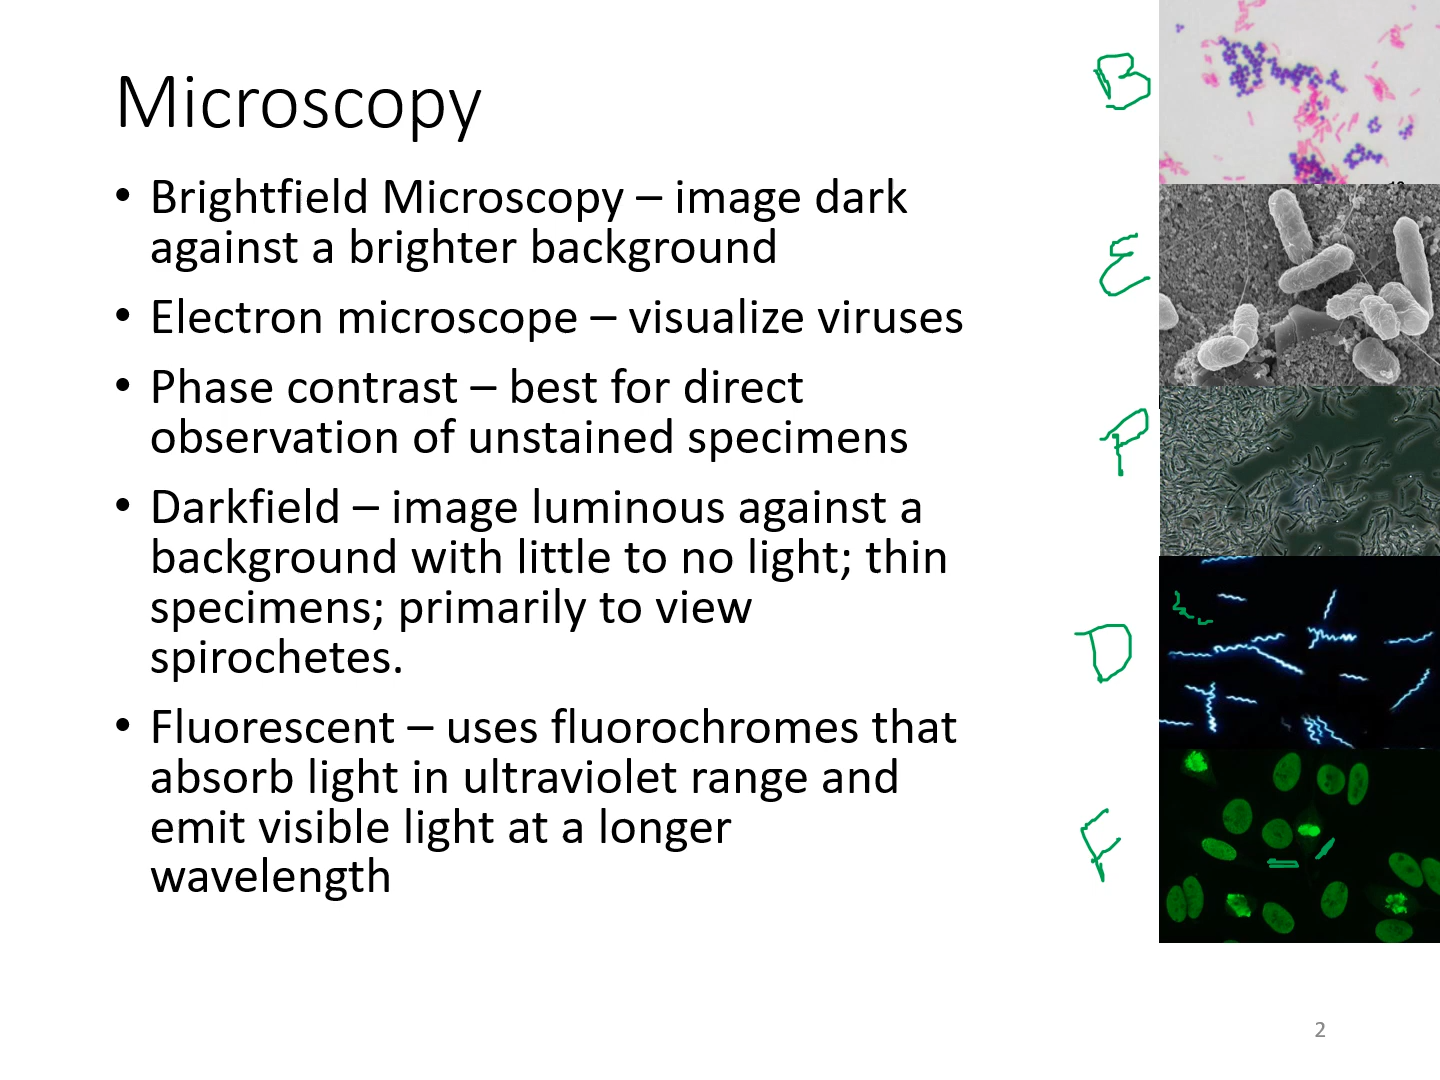 Microscopy
• Brightfield Microscopy – image dark
against a brighter background
• Electron microscope – visualize viruses
• Phase contrast – best for direct
observation of unstained specimens
• Darkfield – image luminous against a
background with little to no light; thin
specimens; primarily to view
spirochetes.
• Fluorescent – uses fluorochromes that
absorb light in ultraviolet range and
emit visible light at a longer
wavelength
B
E
P
D
F
2